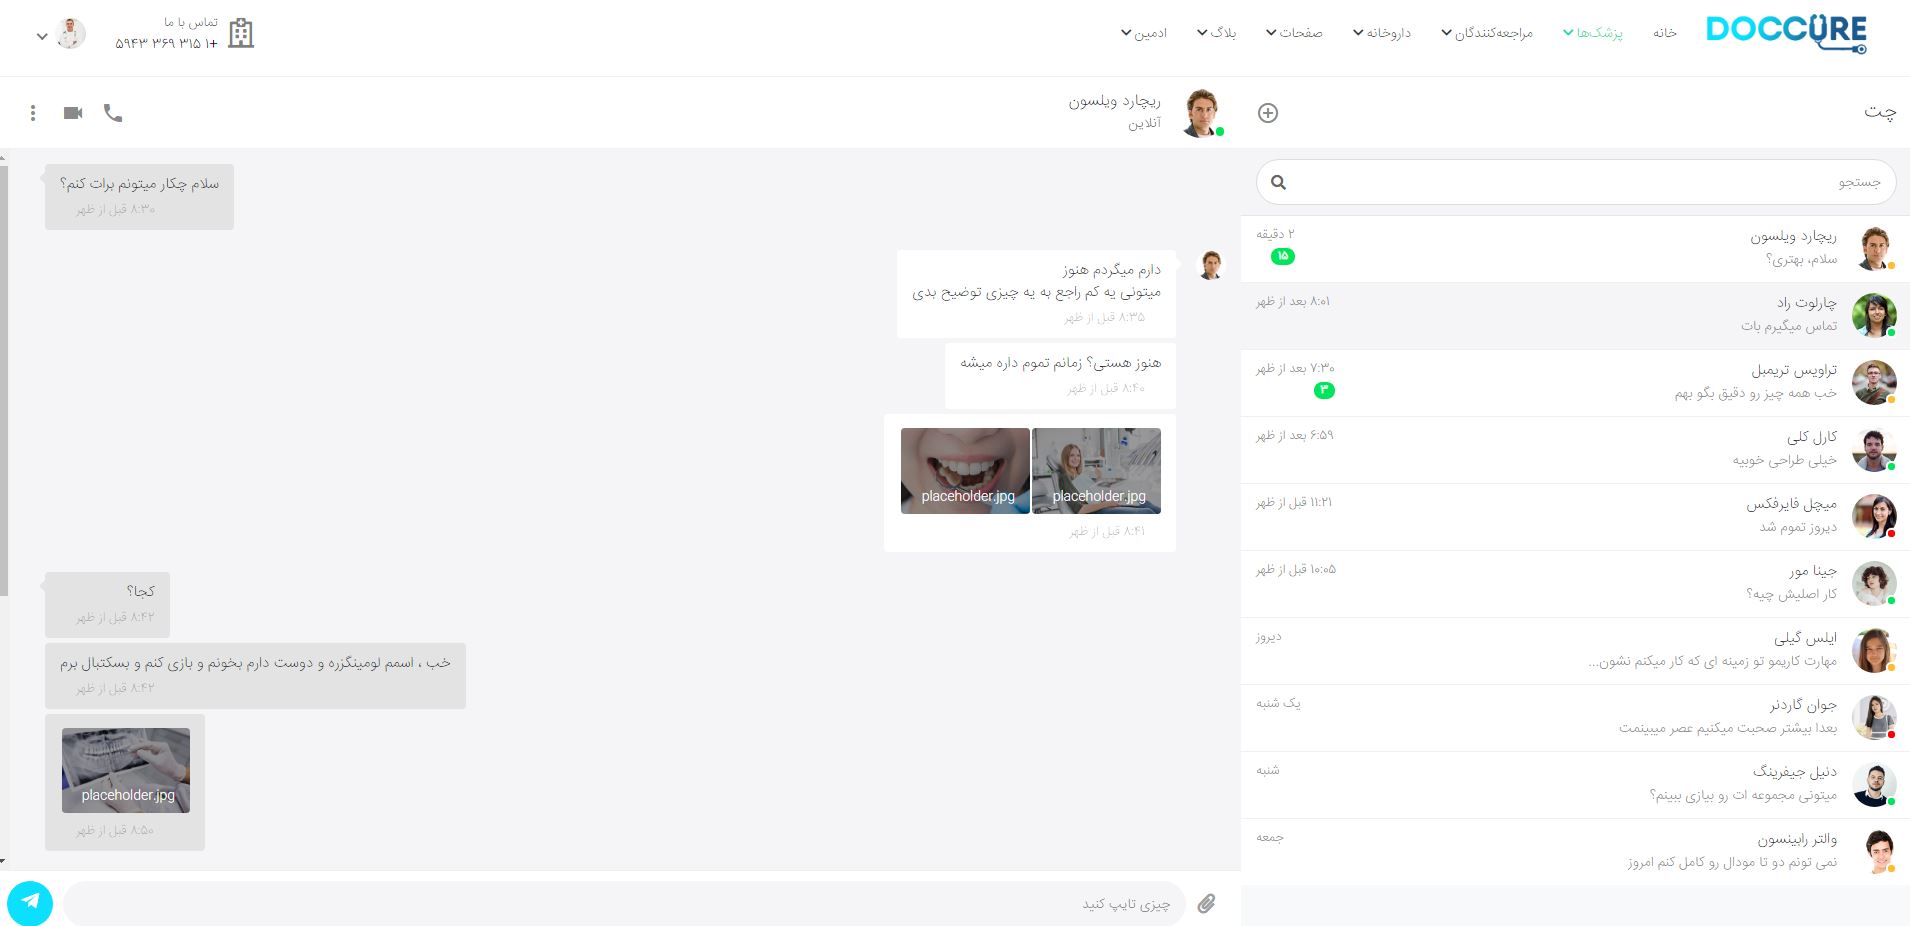 DOCCURE
خانه
پزشک‌ها
مراجعه‌کنندگان
داروخانه
صفحات
بلاگ
ادمین
تماس با ما
+۱ ۳۱۵ ۳۶۹ ۵۹۴۳
چت
جستجو
ریچارد ویلسون
۲ دقیقه
سلام، بهتری؟
۱۵
چارلوت راد
۸:۰۱ بعد از ظهر
تماس میگیرم بات
تراویس تریمبل
۷:۳۰ بعد از ظهر
خب همه چیز رو دقیق بگو بهم
۳
کارل کلی
۶:۵۹ بعد از ظهر
خیلی طراحی خوبیه
میچل فایرفکس
۱۱:۲۱ قبل از ظهر
دیروز تموم شد
جینا مور
۱۰:۰۵ قبل از ظهر
کار اصلیش چیه؟
ایلس گیلی
دیروز
مهارت کاریمو تو زمینه ای که کار میکنم نشون...
جوان گاردنر
یک شنبه
بعدا بیشتر صحبت میکنیم عصر میبینمت
دنیل جیفرینگ
شنبه
میتونی مجموعه ات رو بیازی ببینم؟
والتر رابینسون
جمعه
نمی تونم دو تا مودال رو کامل کنم امروز
ریچارد ویلسون
آنلاین
سلام چکار میتونم برات کنم؟
۸:۳۰ قبل از ظهر
دارم میگردم هنوز
میتونی یه کم راجع به یه چیزی توضیح بدی
۸:۳۵ قبل از ظهر
هنوز هستی؟ زمانم تموم داره میشه
۸:۴۰ قبل از ظهر
placeholder.jpg
placeholder.jpg
۸:۴۱ قبل از ظهر
کجا؟
۸:۴۲ قبل از ظهر
خب ، اسمم لومینگزره و دوست دارم بخونم و بازی کنم و بسکتبال برم
۸:۴۲ قبل از ظهر
placeholder.jpg
۸:۵۰ قبل از ظهر
چیزی تایپ کنید